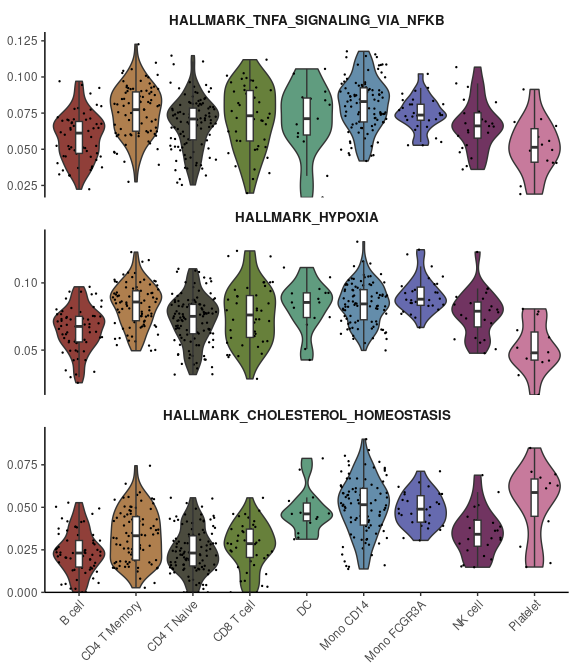 HALLMARK_TNFA_SIGNALING_VIA_NFKB
0.125
0.100
0.075
0.050
0.025
HALLMARK_HYPOXIA
0.10
0.05
HALLMARK_CHOLESTEROL_HOMEOSTASIS
0.075
0.050
0.025
0.000
B cell
CD4 T Memory
CD4 T Naive
CD8 T cell
DC
Mono CD14
Mono FCGR3A
NK cell
Platelet